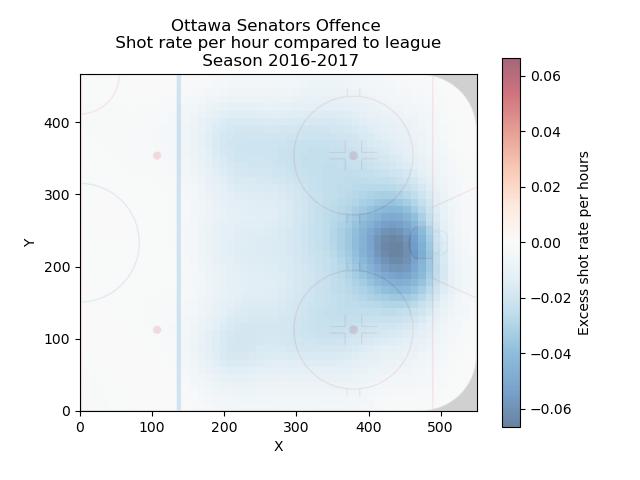 Ottawa Senators Offence
Shot rate per hour compared to league
Season 2016-2017
Y
400
300
200
100
0
0 100 200 300 400 500
X
0.06
0.04
0.02
0.00
−0.02
−0.04
−0.06
Excess shot rate per hours